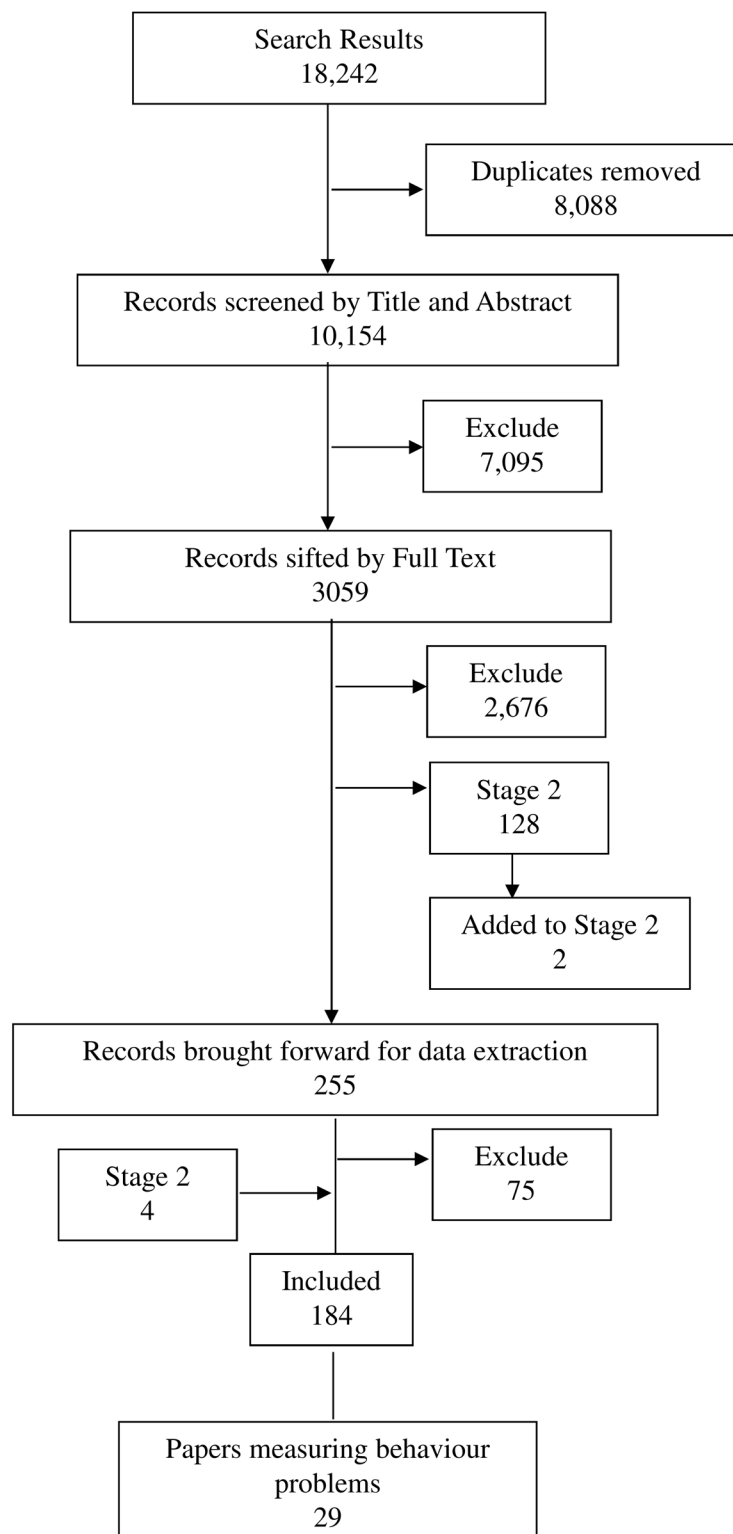 Search Results
18,242
Duplicates removed
8,088
Records screened by Title and Abstract
10,154
Exclude
7,095
Records sifted by Full Text
3059
Exclude
2,676
Stage 2
128
Added to Stage 2
2
Records brought forward for data extraction
255
Exclude
75
Stage 2
4
Included
184
Papers measuring behaviour
problems
29